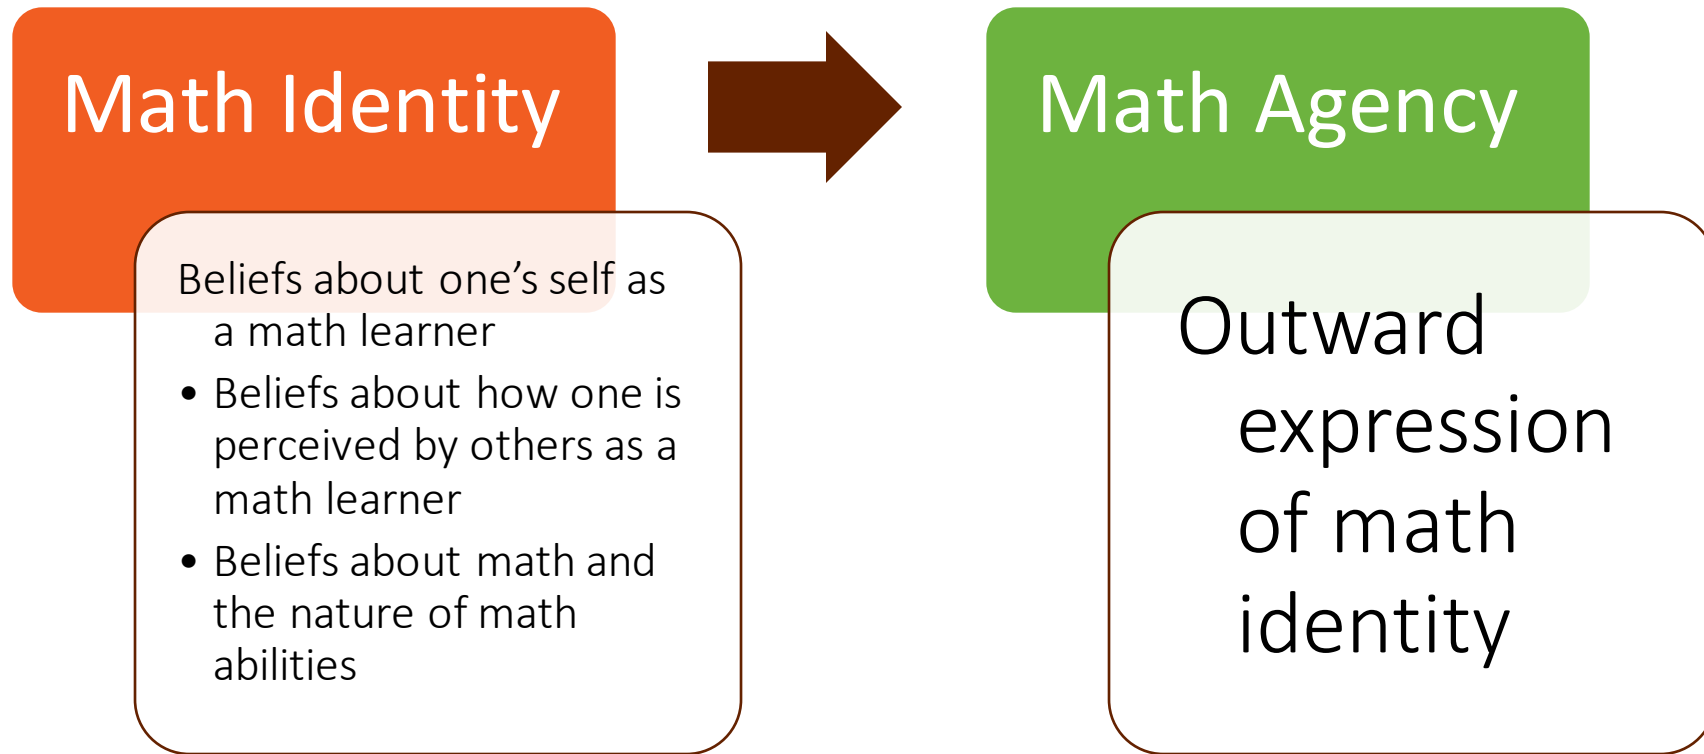 Math Identity
Beliefs about one’s self as
a math learner
• Beliefs about how one is
perceived by others as a
math learner
• Beliefs about math and
the nature of math
abilities
Math Agency
Outward
expression
of math
identity